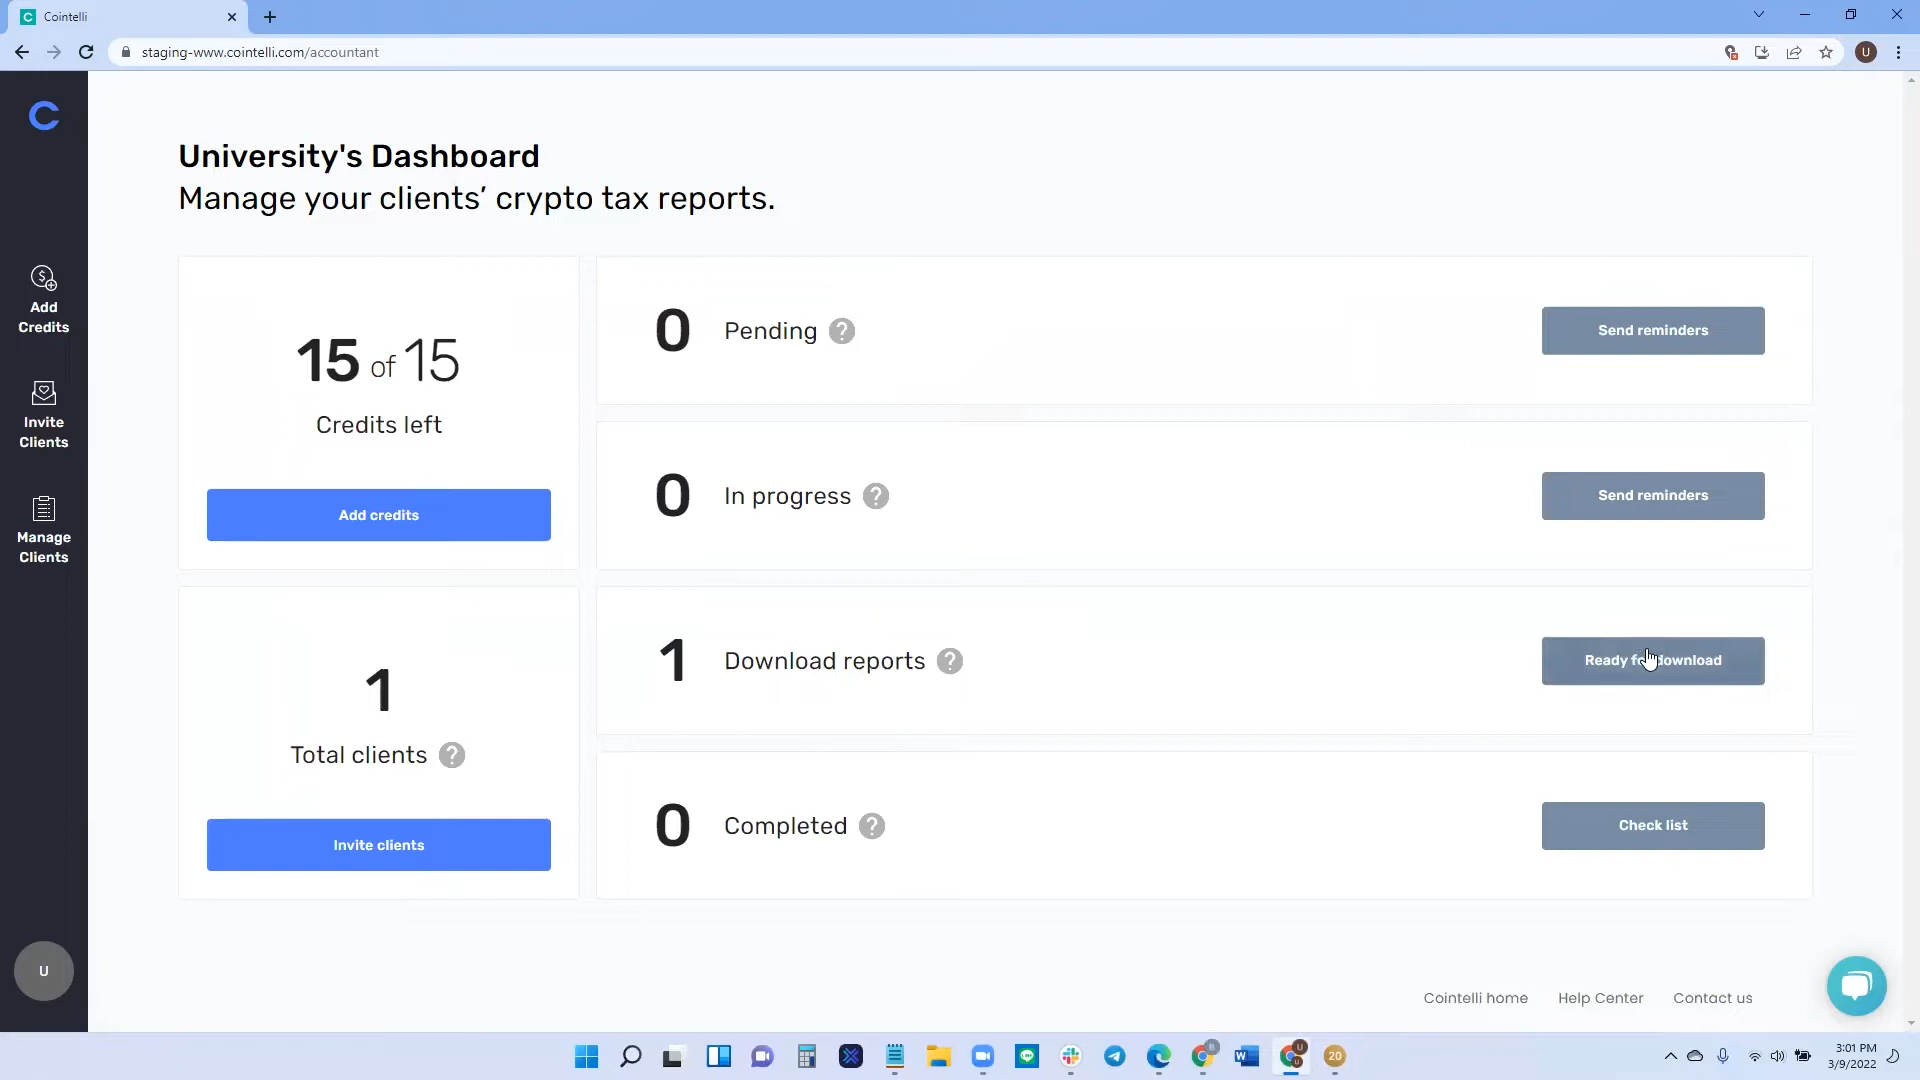 Cointelli
staging-www.cointelli.com/accountant
U
C
University's Dashboard
Manage your clients’ crypto tax reports.
Add
Credits
Invite
Clients
Manage
Clients
15 of 15
Credits left
Add credits
1
Total clients ?
Invite clients
0 Pending ? Send reminders
0 In progress ? Send reminders
1 Download reports ? Ready f download
0 Completed ? Check list
U
Cointelli home Help Center Contact us
20
3:01 PM
3/9/2022